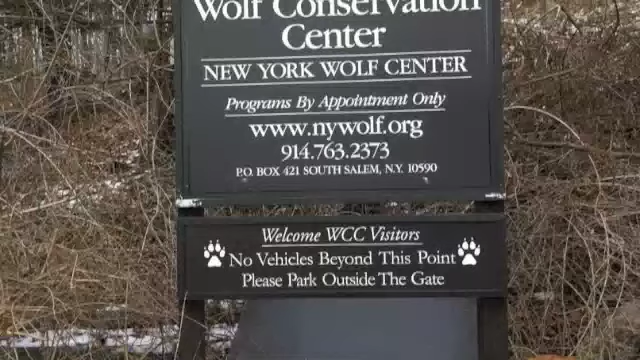 Wolf Conservation
Center
NEW YORK WOLF CENTER
Programs By Appointment Only
www.nywolf.org
914.763.2373
P.O. BOX 421 SOUTH SALEM, N.Y. 10590
Welcome WCC Visitors
No Vehicles Beyond This Point
Please Park Outside The Gate